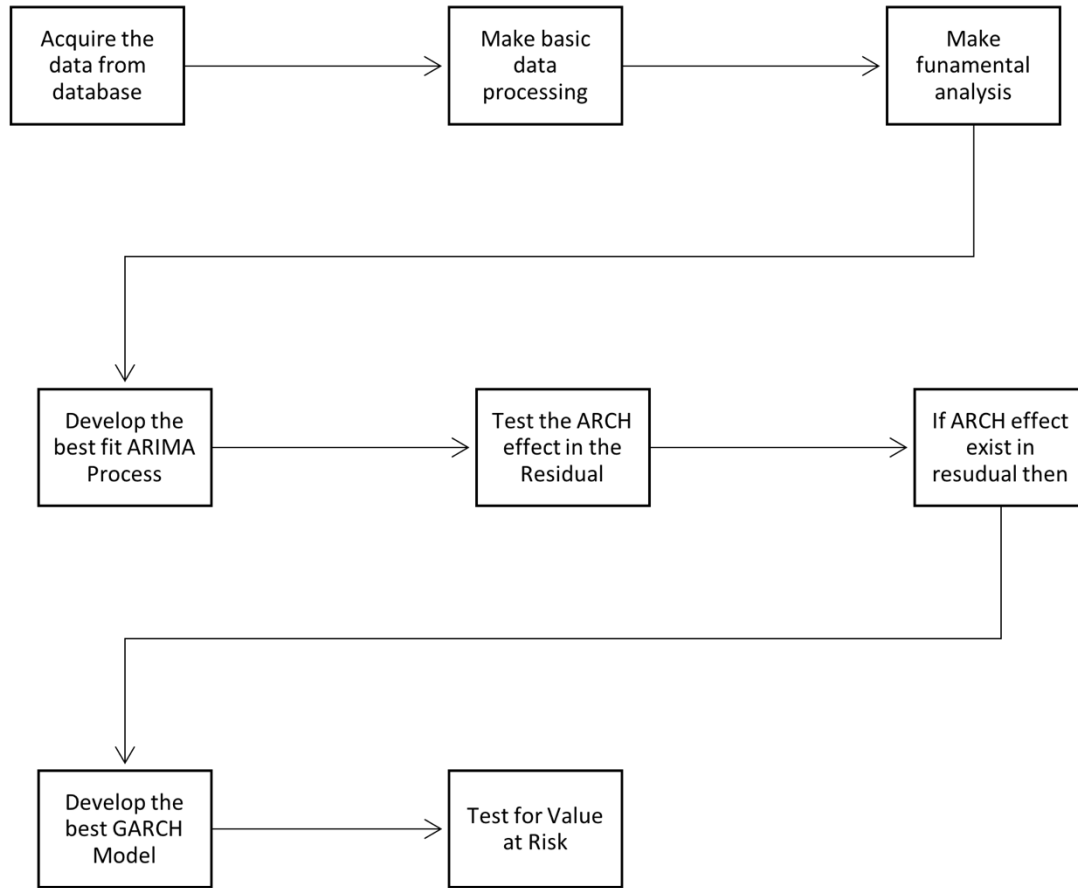 Acquire the
data from
database
Make basic
data
processing
Make
funamental
analysis
Develop the
best fit ARIMA
Process
Test the ARCH
effect in the
Residual
If ARCH effect
exist in
resudual then
Develop the
best GARCH
Model
Test for Value
at Risk